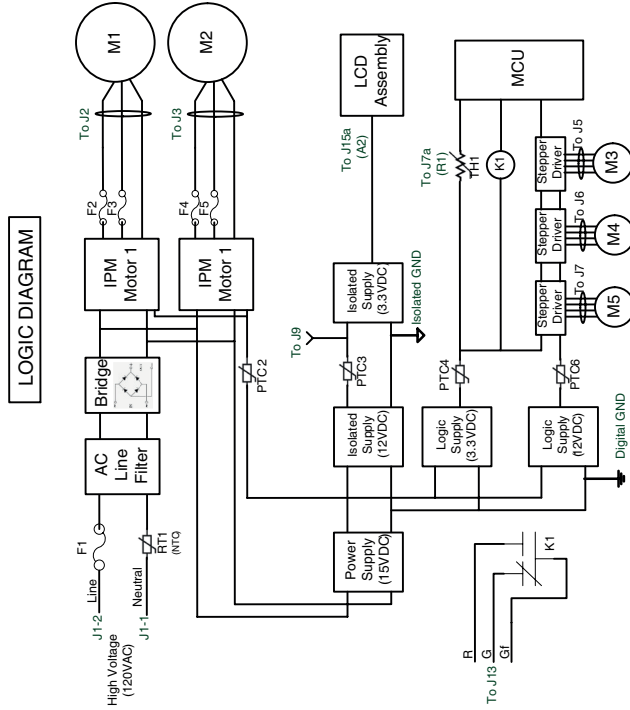 LOGIC DIAGRAM
High Voltage
(120VAC)
J1-2
Line
F1
J1-1
Neutral
RT1
(NTC)
AC
Line
Filter
Bridge
IPM
Motor 1
F2
F3
To J2
M1
IPM
Motor 1
F4
F5
To J3
M2
PTC2
Power
Supply
(15VDC)
Isolated
Supply
(12VDC)
PTC3
To J9
Isolated
Supply
(3.3VDC)
Isolated GND
To J15a
(A2)
LCD
Assembly
Logic
Supply
(3.3VDC)
PTC4
To J7a
(R1)
TH1
K1
MCU
Logic
Supply
(12VDC)
PTC6
Digital GND
Stepper
Driver
To J7
M5
Stepper
Driver
To J6
M4
Stepper
Driver
To J5
M3
To J13
R
G
Gf
K1